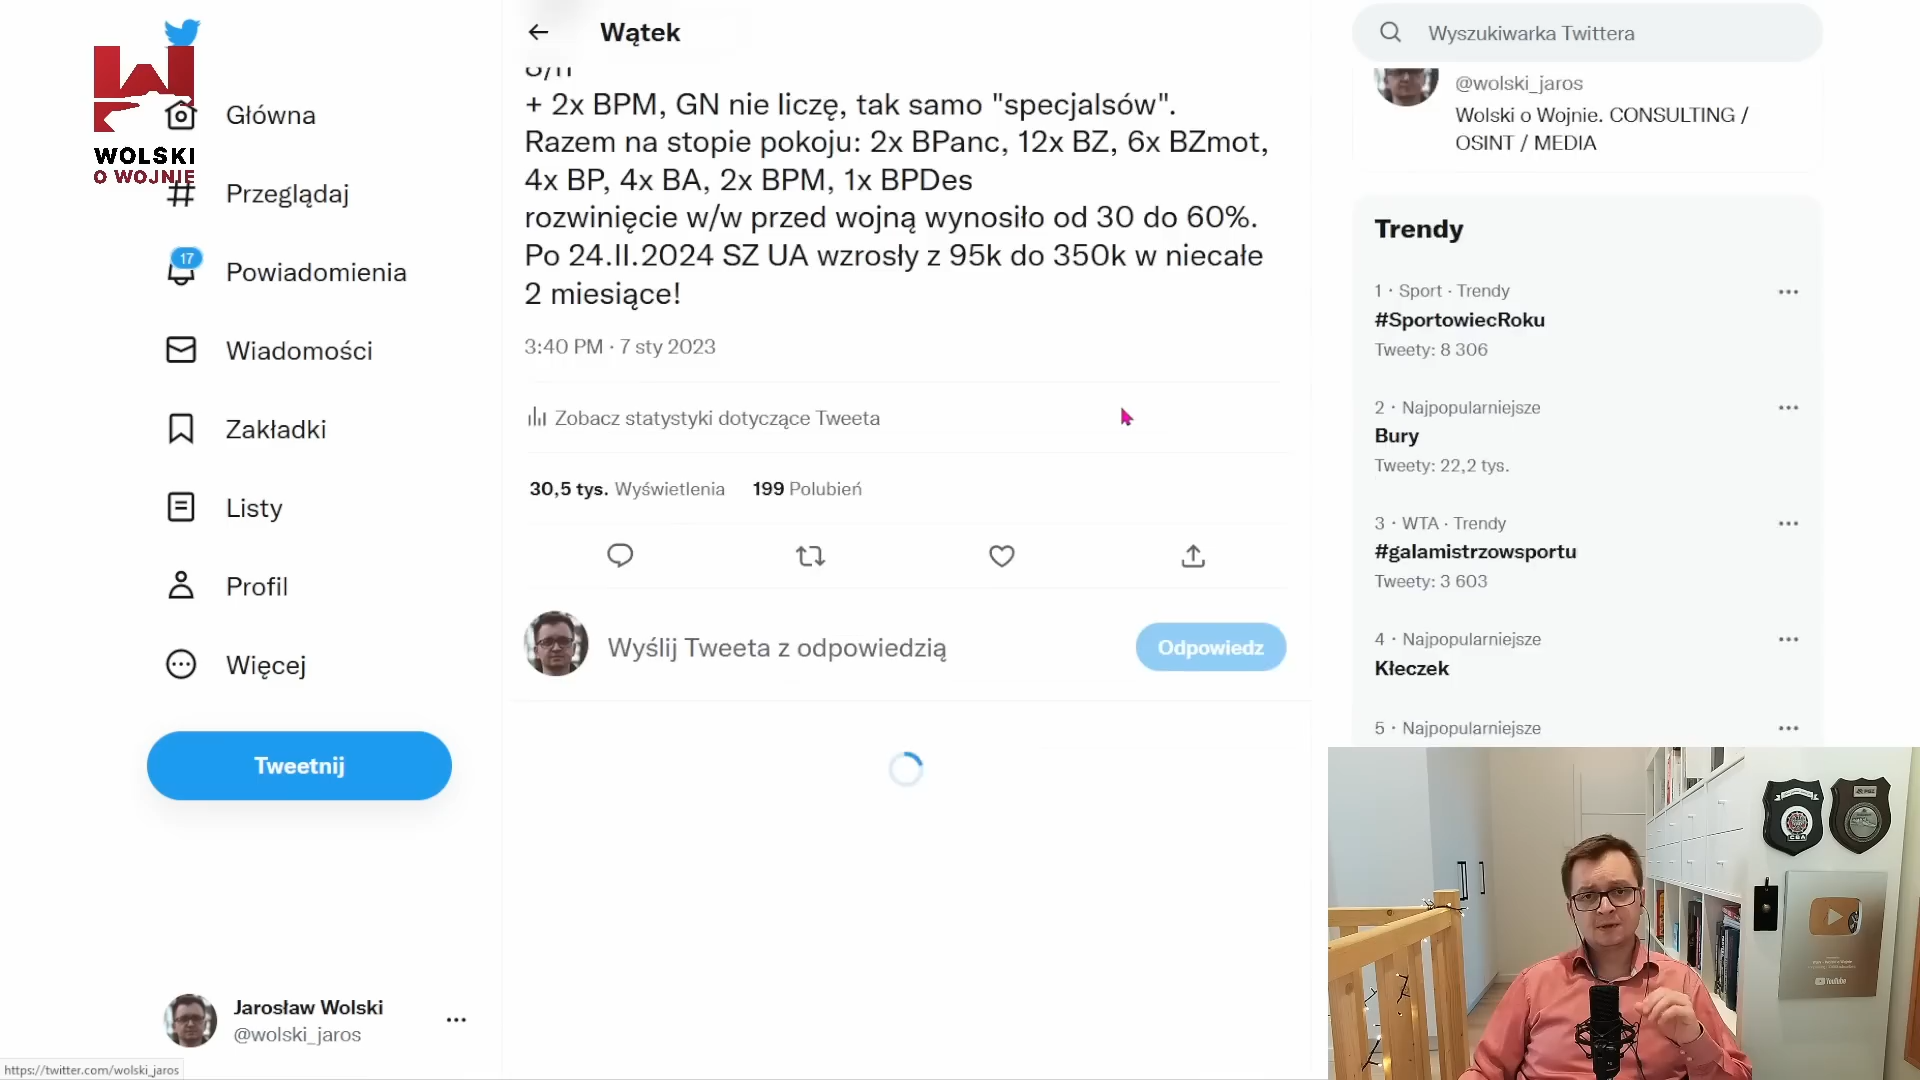 WOLSKI
O WOJNIE
Główna
Przeglądaj
17
Powiadomienia
Wiadomości
Zakładki
Listy
Profil
Więcej
Tweetnij
Jarosław Wolski
@wolski_jaros
https://twitter.com/wolski_jaros
Wątek
+ 2x BPM, GN nie liczę, tak samo "specjalsów".
Razem na stopie pokoju: 2x BPanc, 12x BZ, 6x BZmot,
4x BP, 4x BA, 2x BPM, 1x BPDes
rozwinięcie w/w przed wojną wynosiło od 30 do 60%.
Po 24.II.2024 SZ UA wzrosły z 95k do 350k w niecałe
2 miesiące!
3:40 PM · 7 sty 2023
Zobacz statystyki dotyczące Tweeta
30,5 tys. Wyświetlenia 199 Polubień
Wyślij Tweeta z odpowiedzią
Odpowiedz
Wyszukiwarka Twittera
@wolski_jaros
Wolski o Wojnie. CONSULTING /
OSINT / MEDIA
Trendy
1 · Sport · Trendy
#SportowiecRoku
Tweety: 8 306
2 · Najpopularniejsze
Bury
Tweety: 22,2 tys.
3 · WTA · Trendy
#galamistrzowsportu
Tweety: 3 603
4 · Najpopularniejsze
Kłeczek
5 · Najpopularniejsze
YouTube